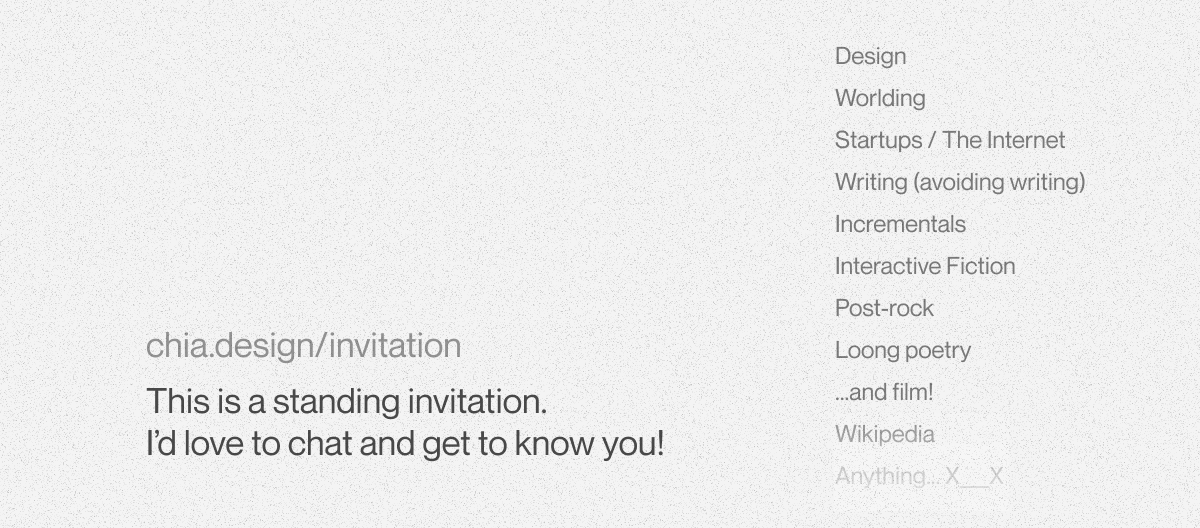 chia.design/invitation
This is a standing invitation.
I’d love to chat and get to know you!
Design
Worlding
Startups / The Internet
Writing (avoiding writing)
Incrementals
Interactive Fiction
Post-rock
Loong poetry
...and film!
Wikipedia
Anything... X___X